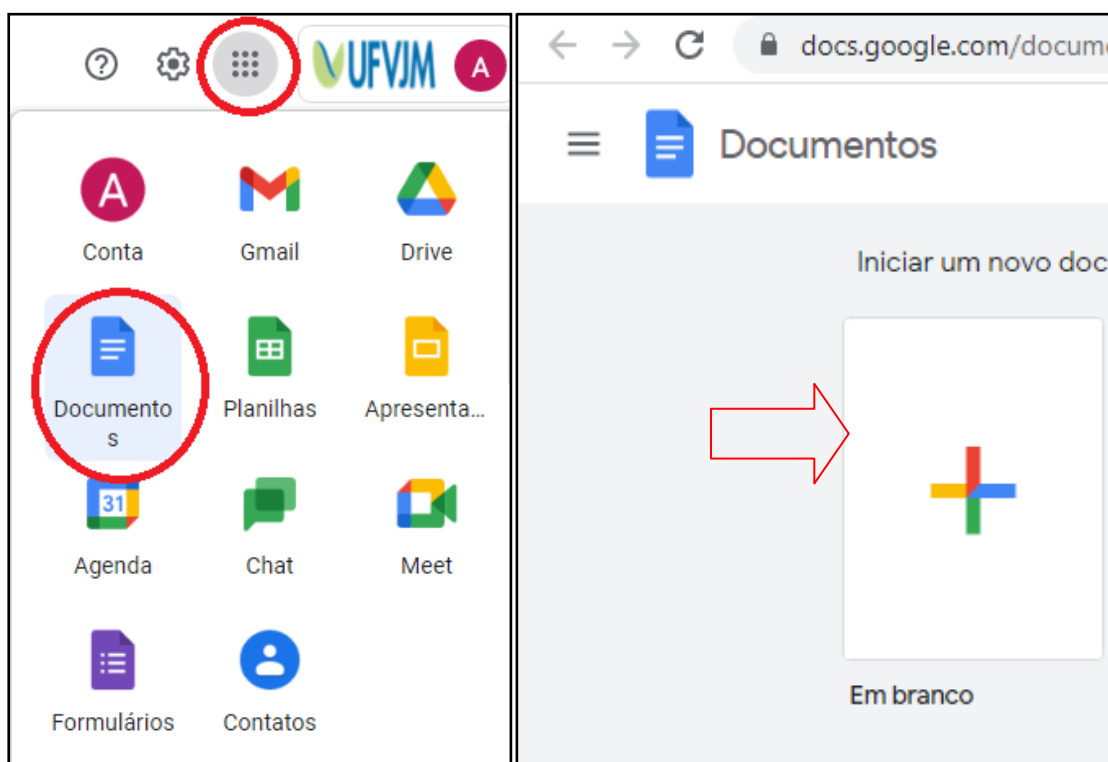 UFVJM
A
A
Conta
Gmail
Drive
Documento
s
Planilhas
Apresenta...
31
Agenda
Chat
Meet
Formulários
Contatos
docs.google.com/docume
Documentos
Iniciar um novo doc
Em branco